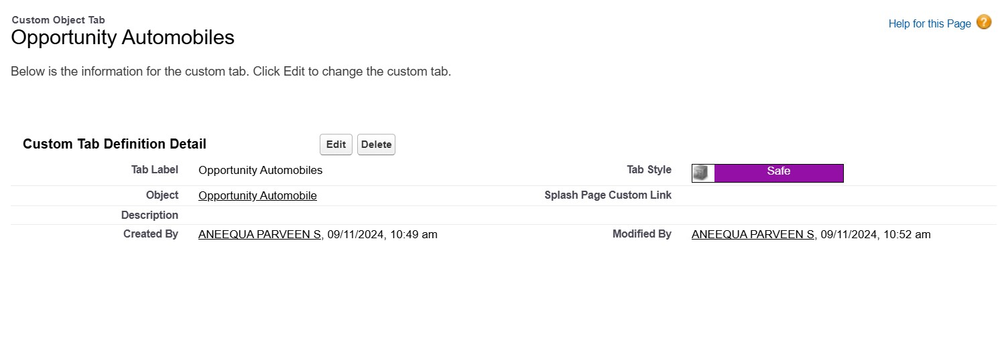 Custom Object Tab
Opportunity Automobiles
Help for this Page ?
Below is the information for the custom tab. Click Edit to change the custom tab.
Custom Tab Definition Detail Edit Delete
Tab Label Opportunity Automobiles Tab Style Safe
Object Opportunity Automobile Splash Page Custom Link
Description
Created By ANEEQUA PARVEEN S, 09/11/2024, 10:49 am Modified By ANEEQUA PARVEEN S, 09/11/2024, 10:52 am